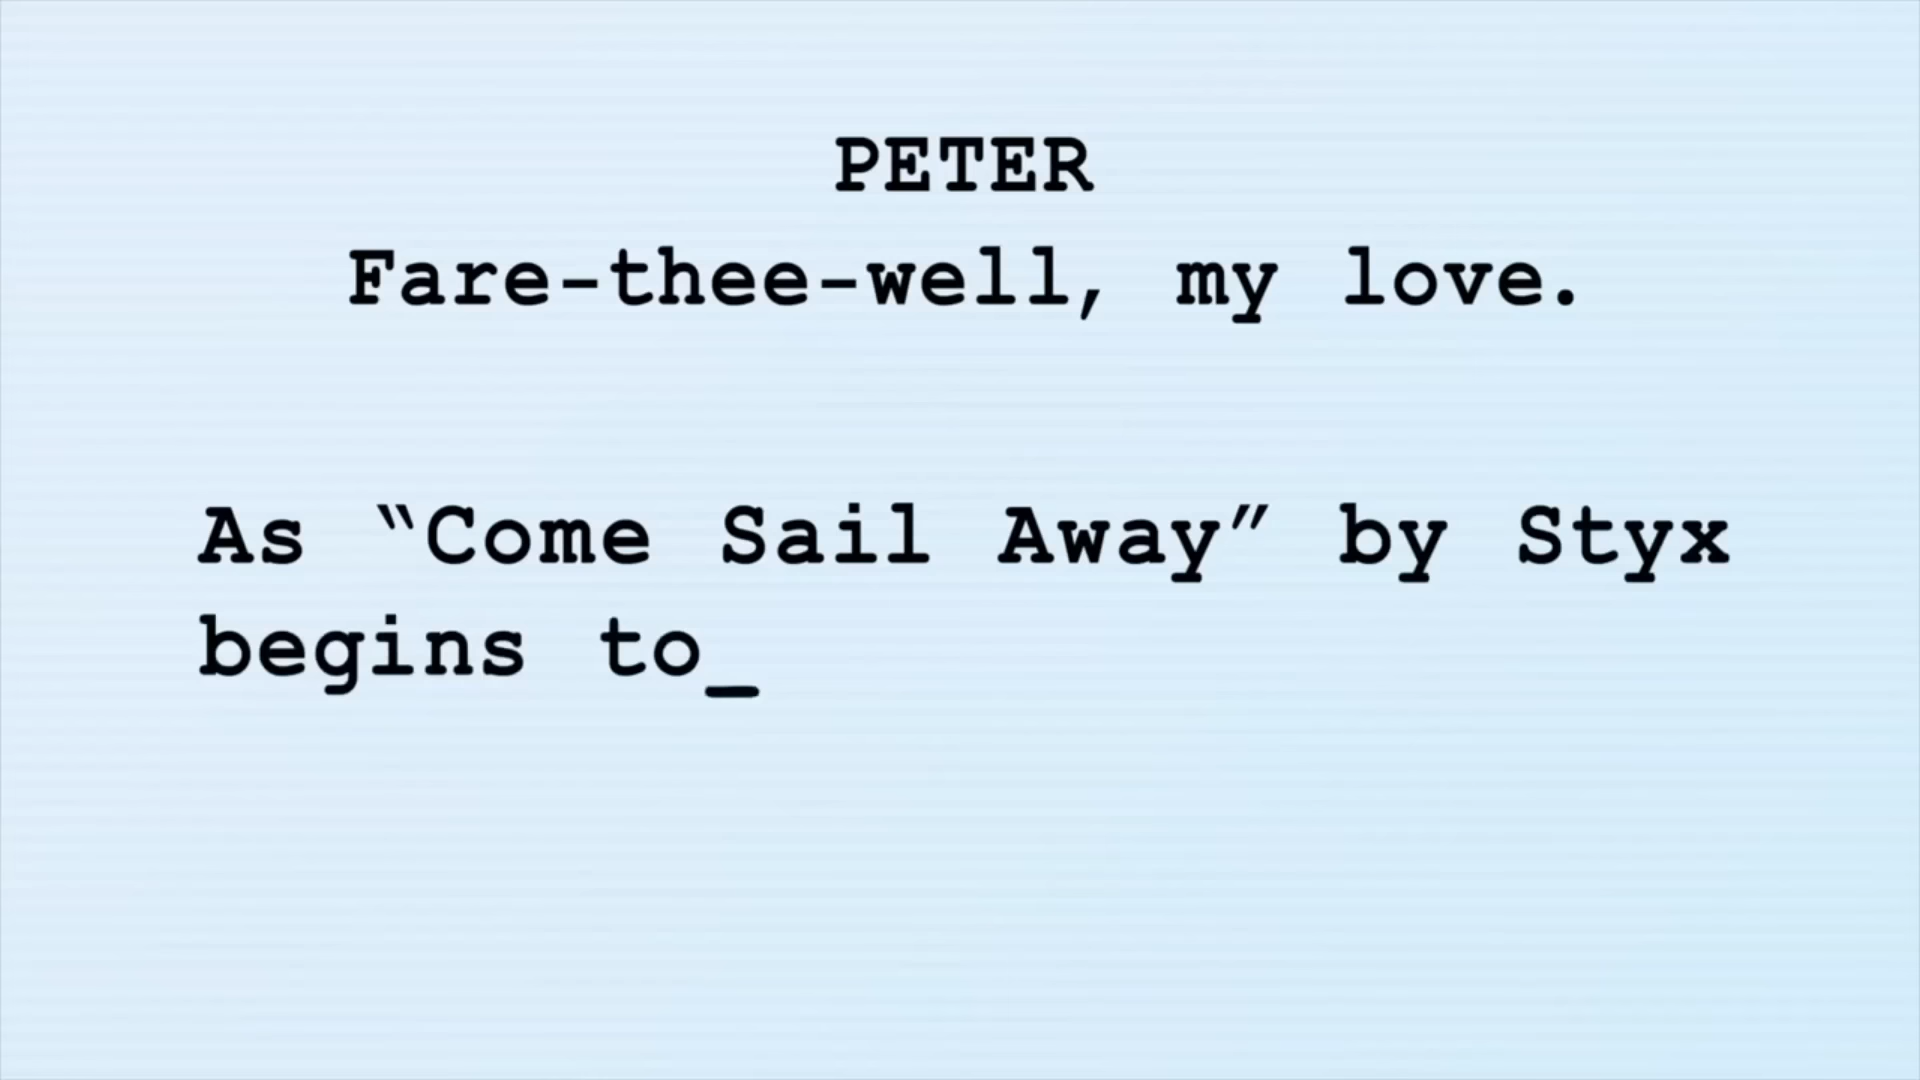 PETER
Fare-thee-well, my love.
As “Come Sail Away” by Styx
begins to_